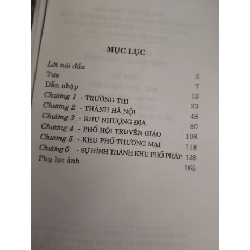 MỤC LỤC
Lời nói đầu 5
Tựa 7
Dẫn nhập 13
Chương 1 - TRƯỜNG THI 23
Chương 2 - THÀNH HÀ NỘI 48
Chương 3 - KHU NHƯỢNG ĐỊA 80
Chương 4 - PHỐ HỘI TRUYỀN GIÁO 108
Chương 5 - KHU PHỐ THƯƠNG MẠI 118
Chương 6 - SỰ HÌNH THÀNH KHU PHỐ PHÁP 138
Phụ lục ảnh 165